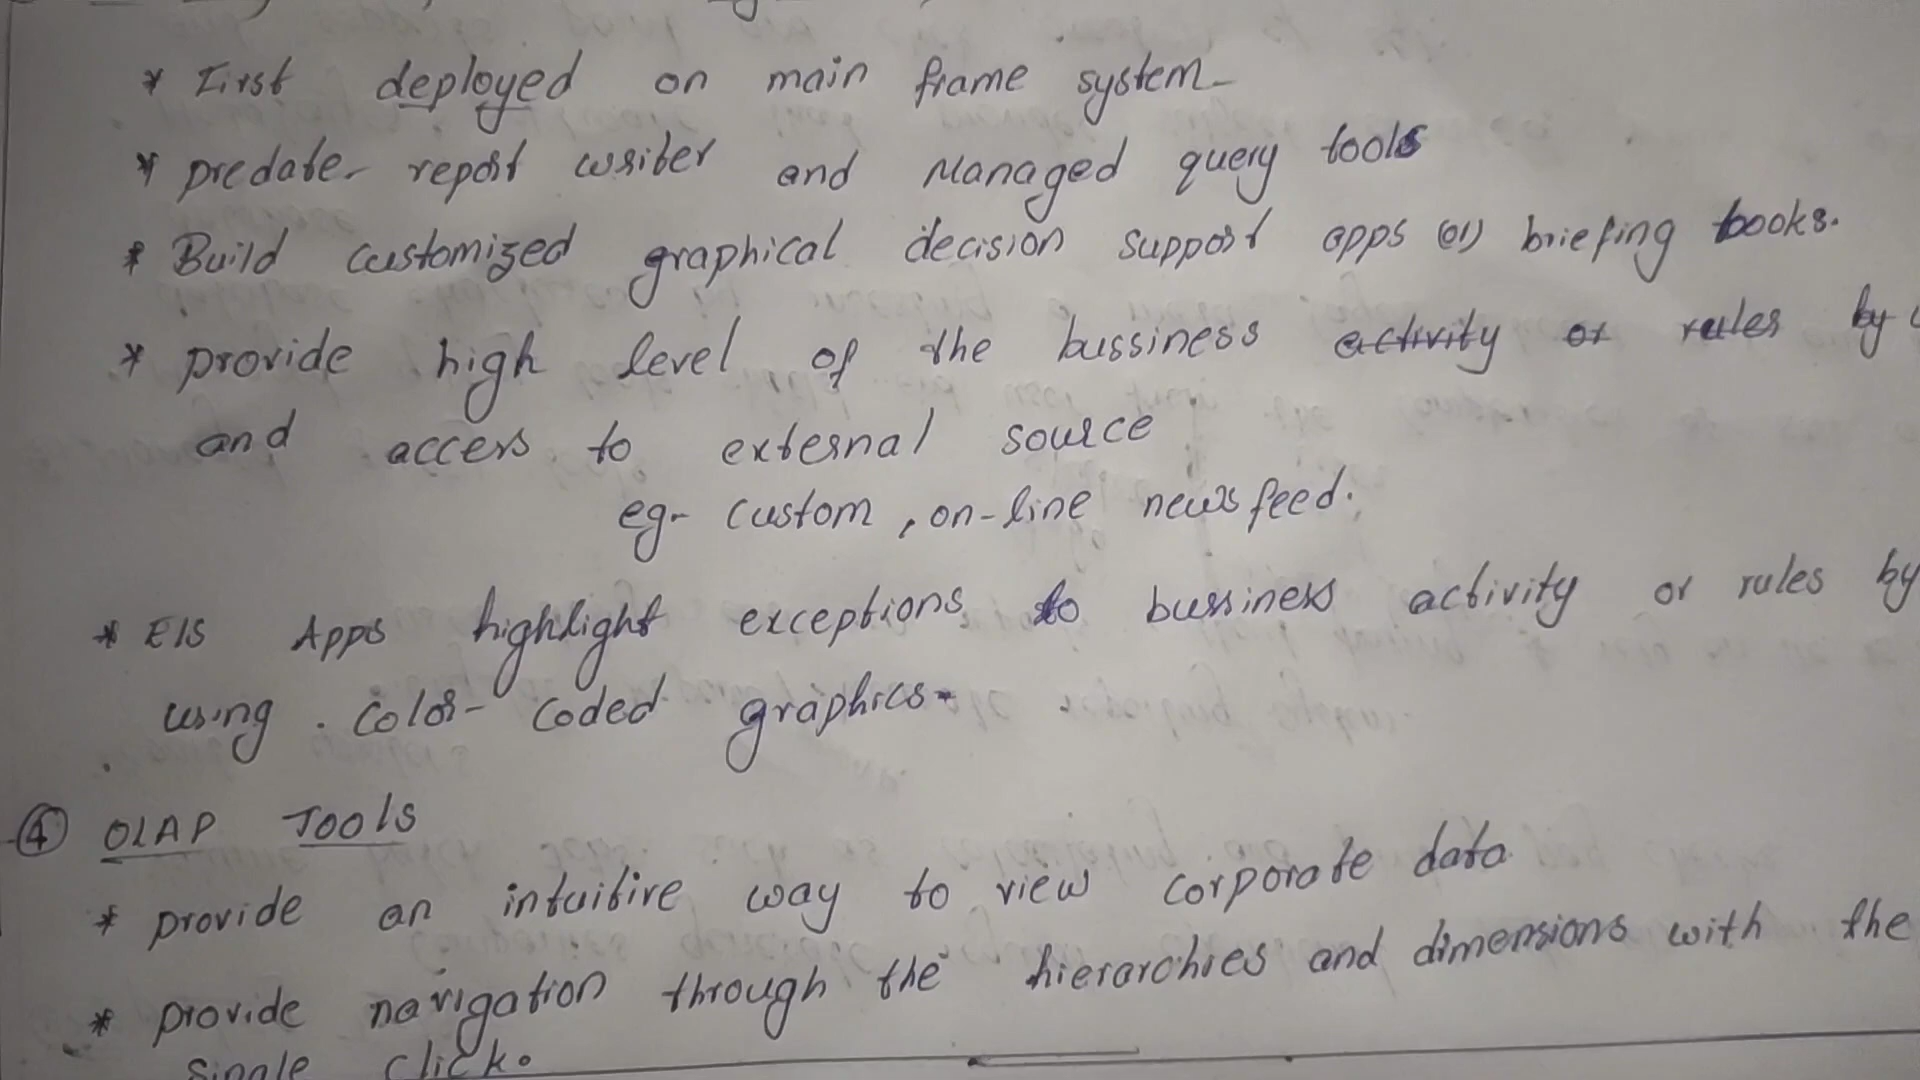 * First deployed on main frame system-
* predate- report writer and Managed query tools
* Build customized graphical decision support apps (or) briefing books.
* provide high level of the bussiness activity or rules by
and access to external source
eg- custom, on-line news feed.
* EIS Apps highlight exceptions to bussiness activity or rules by
using color- coded graphics-
④ OLAP TOOLS
* provide an intuitive way to view corporate data
* provide navigation through the hierarchies and dimensions with the
single click.